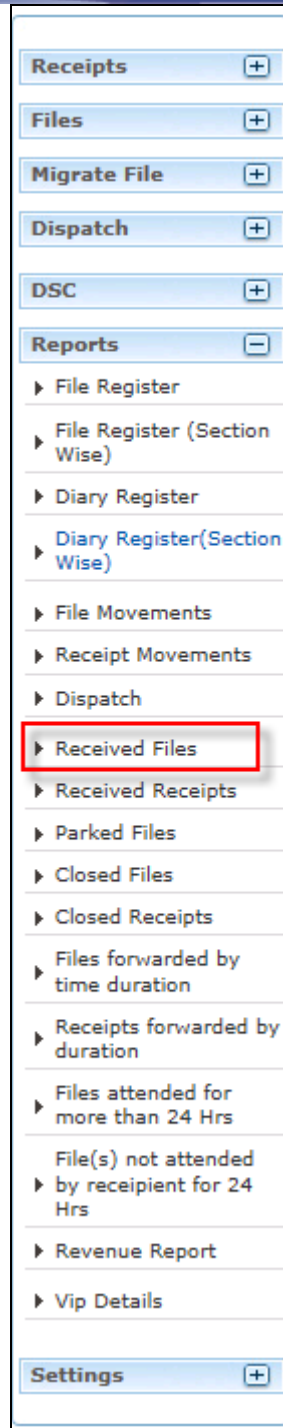 Receipts
Files
Migrate File
Dispatch
DSC
Reports
File Register
File Register (Section
Wise)
Diary Register
Diary Register(Section
Wise)
File Movements
Receipt Movements
Dispatch
Received Files
Received Receipts
Parked Files
Closed Files
Closed Receipts
Files forwarded by
time duration
Receipts forwarded by
duration
Files attended for
more than 24 Hrs
File(s) not attended
by receipient for 24
Hrs
Revenue Report
Vip Details
Settings